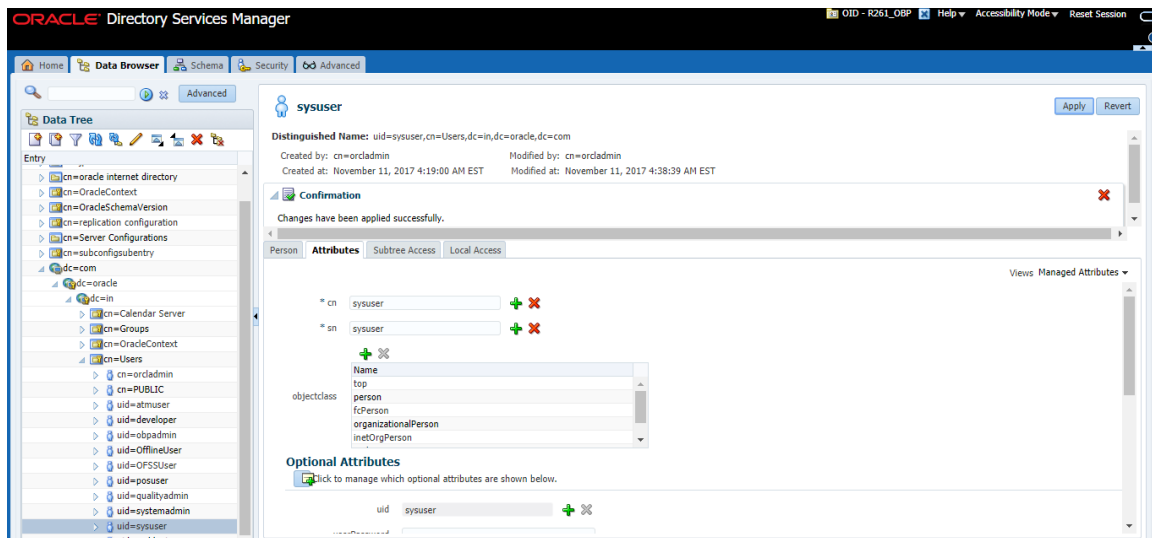 ORACLE Directory Services Manager
OID - R261_OBP Help Accessibility Mode Reset Session
Home Data Browser Schema Security Advanced
Advanced
Data Tree
Entry
cn=oracle internet directory
cn=OracleContext
cn=OracleSchemaVersion
cn=replication configuration
cn=Server Configurations
cn=subconfigsubentry
dc=com
dc=oracle
dc=in
cn=Calendar Server
cn=Groups
cn=OracleContext
cn=Users
cn=orcladmin
cn=PUBLIC
uid=atmuser
uid=developer
uid=obpadmin
uid=OfflineUser
uid=OFSSUser
uid=posuser
uid=qualityadmin
uid=systemadmin
uid=sysuser
sysuser
Apply Revert
Distinguished Name: uid=sysuser,cn=Users,dc=in,dc=oracle,dc=com
Created by: cn=orcladmin Modified by: cn=orcladmin
Created at: November 11, 2017 4:19:00 AM EST Modified at: November 11, 2017 4:38:39 AM EST
Confirmation
Changes have been applied successfully.
Person Attributes Subtree Access Local Access
Views Managed Attributes
* cn sysuser
* sn sysuser
Name
top
objectclass person
fcPerson
organizationalPerson
inetOrgPerson
Optional Attributes
Click to manage which optional attributes are shown below.
uid sysuser